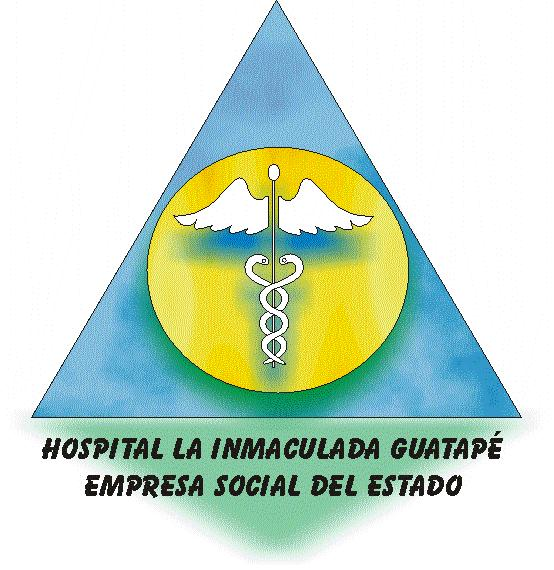 HOSPITAL LA INMACULADA GUATAPÉ
EMPRESA SOCIAL DEL ESTADO